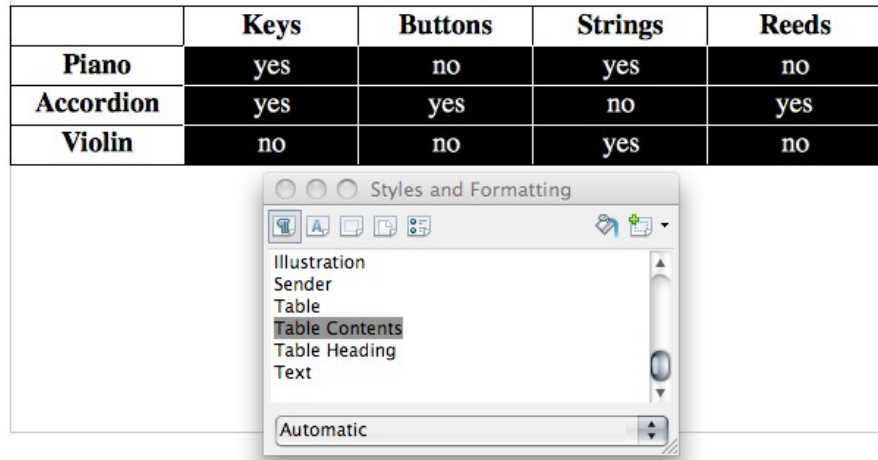 Keys Buttons Strings Reeds
Piano yes no yes no
Accordion yes yes no yes
Violin no no yes no
Styles and Formatting
Illustration
Sender
Table
Table Contents
Table Heading
Text
Automatic